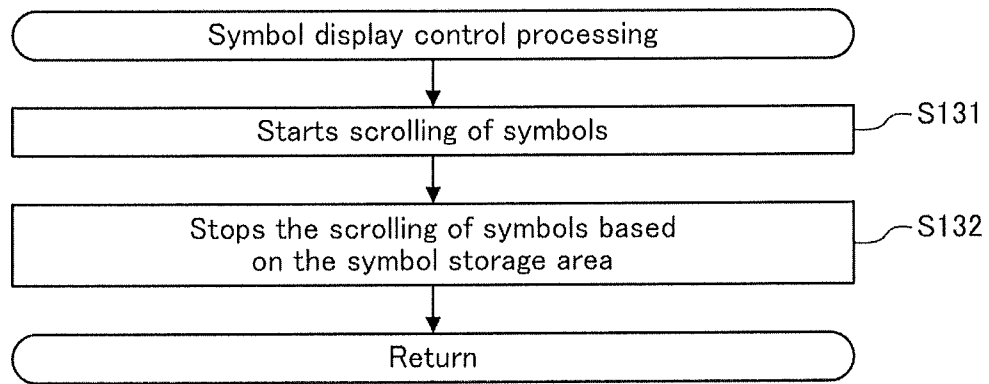 Symbol display control processing
Starts scrolling of symbols
S131
Stops the scrolling of symbols based
on the symbol storage area
S132
Return